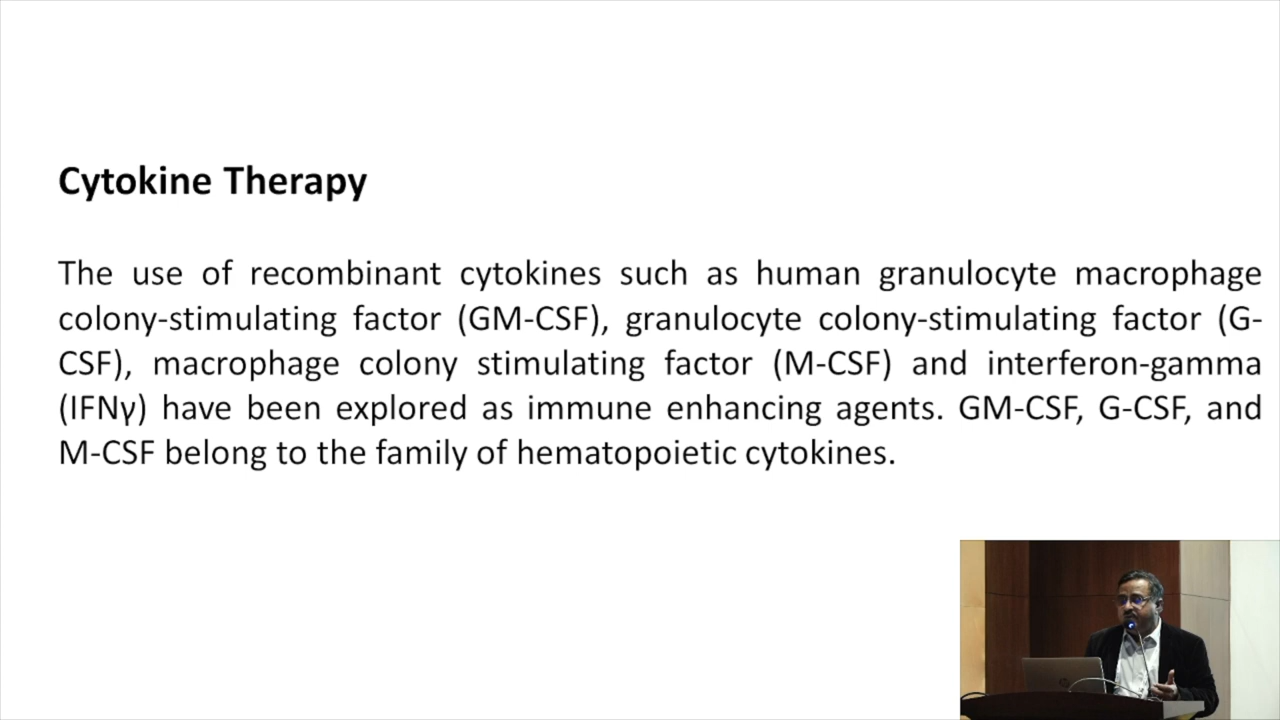 Cytokine Therapy
The use of recombinant cytokines such as human granulocyte macrophage
colony-stimulating factor (GM-CSF), granulocyte colony-stimulating factor (G-
CSF), macrophage colony stimulating factor (M-CSF) and interferon-gamma
(IFNγ) have been explored as immune enhancing agents. GM-CSF, G-CSF, and
M-CSF belong to the family of hematopoietic cytokines.